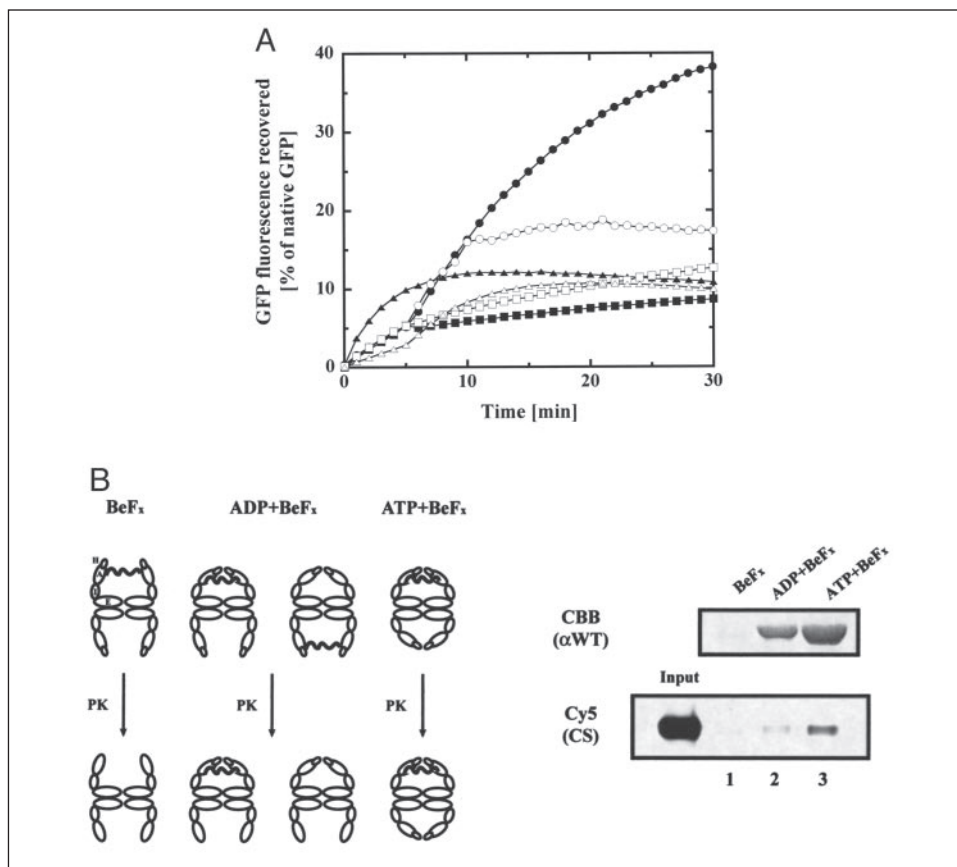 A
GFP fluorescence recovered
[% of native GFP]
40
30
20
10
0
0
10
20
30
Time [min]
B
BeFx
ADP+BeFx
ATP+BeFx
PK
PK
PK
BeFx
ADP+BeFx
ATP+BeFx
CBB
(αWT)
Input
Cy5
(CS)
1
2
3